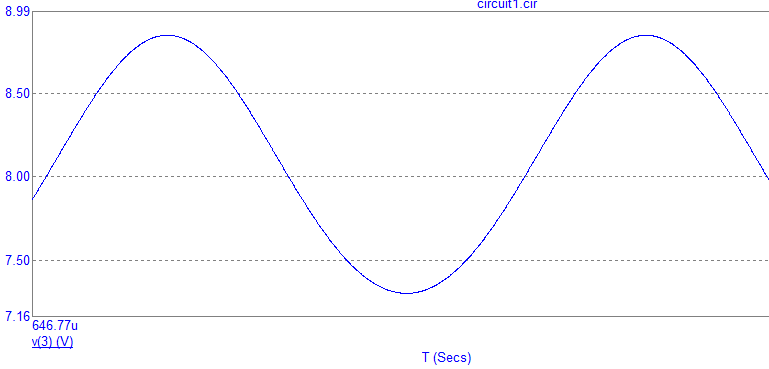 circuit1.cir
8.99
8.50
8.00
7.50
7.16
646.77u
v(3) (V)
T (Secs)